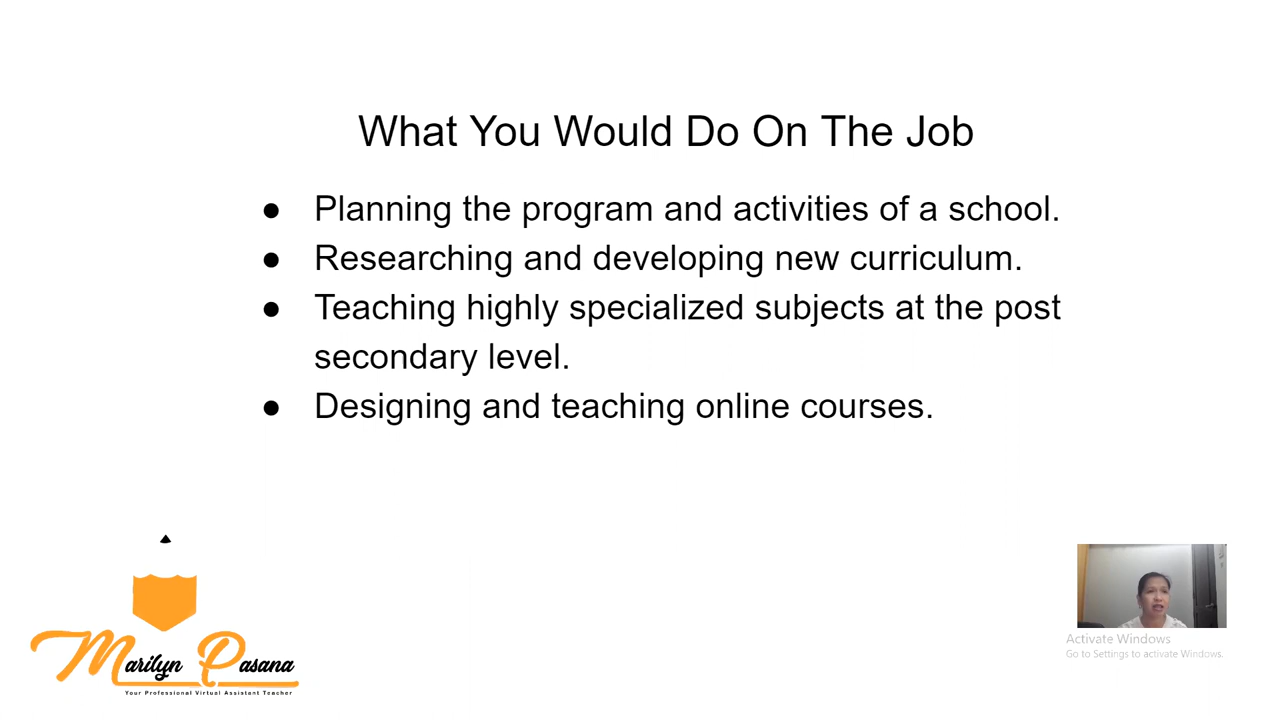 What You Would Do On The Job
● Planning the program and activities of a school.
● Researching and developing new curriculum.
● Teaching highly specialized subjects at the post
secondary level.
● Designing and teaching online courses.
Marilyn Pasana
Your Professional Virtual Assistant Teacher
Activate Windows
Go to Settings to activate Windows.